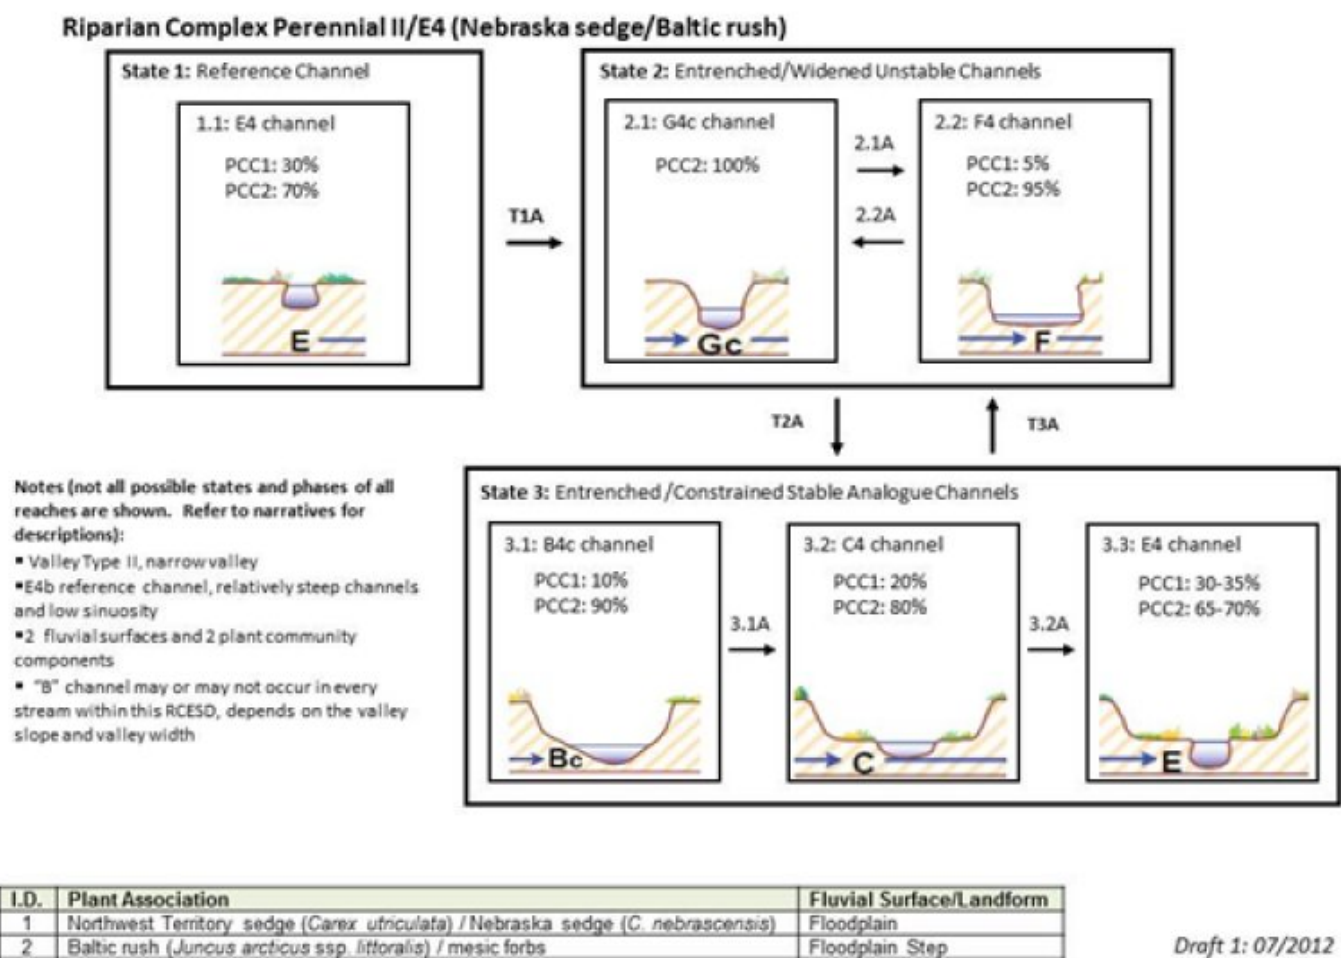 Riparian Complex Perennial II/E4 (Nebraska sedge/Baltic rush)
State 1: Reference Channel
1.1: E4 channel
PCC1: 30%
PCC2: 70%
E
T1A
State 2: Entrenched/Widened Unstable Channels
2.1: G4c channel
PCC2: 100%
Gc
2.1A
2.2A
2.2: F4 channel
PCC1: 5%
PCC2: 95%
F
T2A
T3A
Notes (not all possible states and phases of all
reaches are shown. Refer to narratives for
descriptions):
▪ Valley Type II, narrow valley
▪E4b reference channel, relatively steep channels
and low sinuosity
▪2 fluvial surfaces and 2 plant community
components
▪ "B" channel may or may not occur in every
stream within this RCESD, depends on the valley
slope and valley width
State 3: Entrenched/Constrained Stable Analogue Channels
3.1: B4c channel
PCC1: 10%
PCC2: 90%
Bc
3.1A
3.2: C4 channel
PCC1: 20%
PCC2: 80%
C
3.2A
3.3: E4 channel
PCC1: 30-35%
PCC2: 65-70%
E
I.D. Plant Association Fluvial Surface/Landform
1 Northwest Territory sedge (Carex utriculata) / Nebraska sedge (C. nebrascensis) Floodplain
2 Baltic rush (Juncus arcticus ssp. littoralis) / mesic forbs Floodplain Step
Draft 1: 07/2012